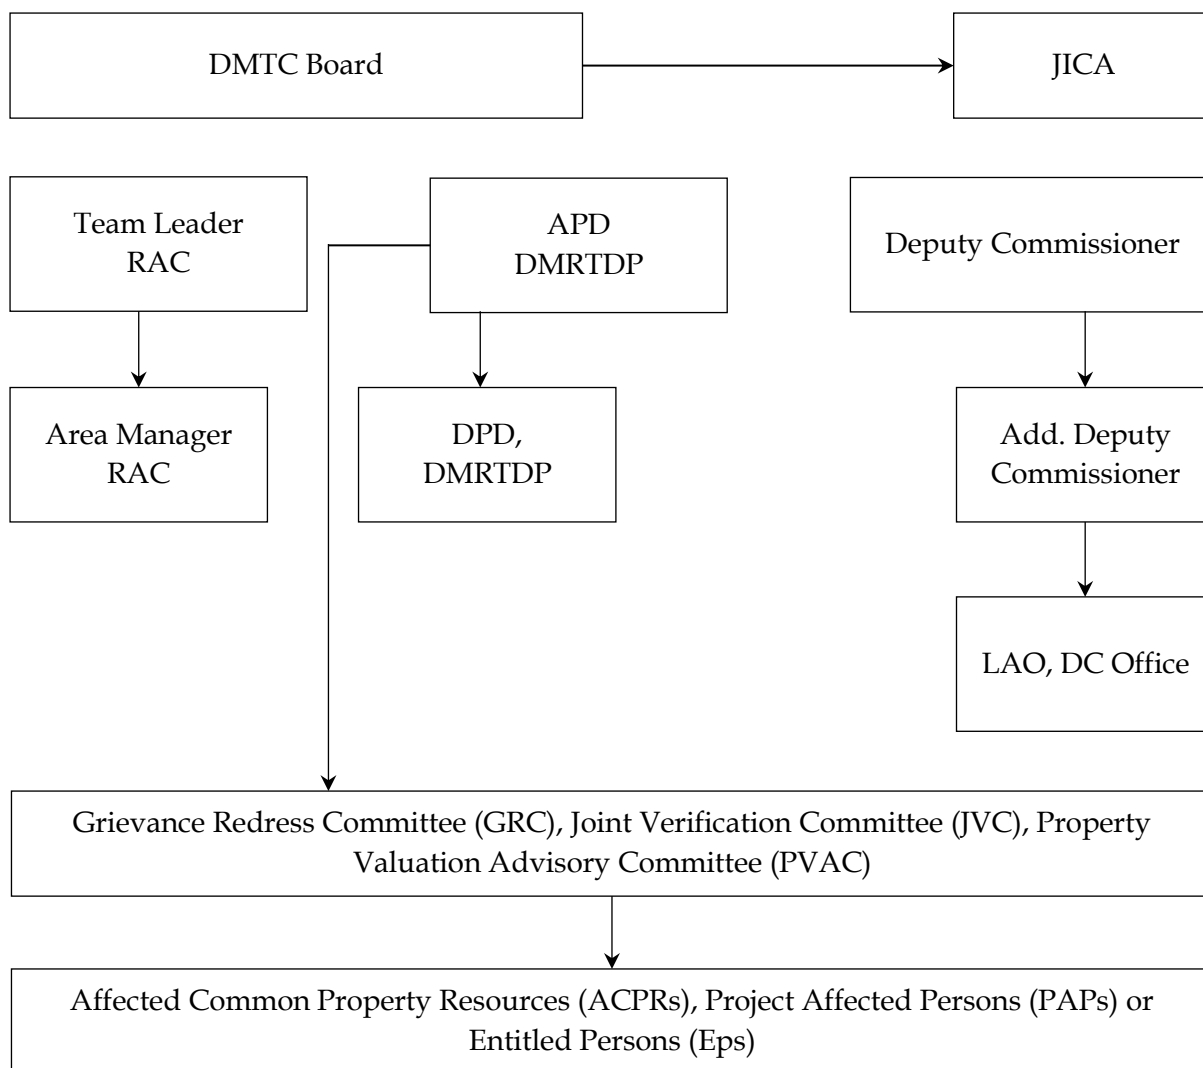 DMTC Board
JICA
Team Leader
RAC
APD
DMRTDP
Deputy Commissioner
Area Manager
RAC
DPD,
DMRTDP
Add. Deputy
Commissioner
LAO, DC Office
Grievance Redress Committee (GRC), Joint Verification Committee (JVC), Property
Valuation Advisory Committee (PVAC)
Affected Common Property Resources (ACPRs), Project Affected Persons (PAPs) or
Entitled Persons (Eps)